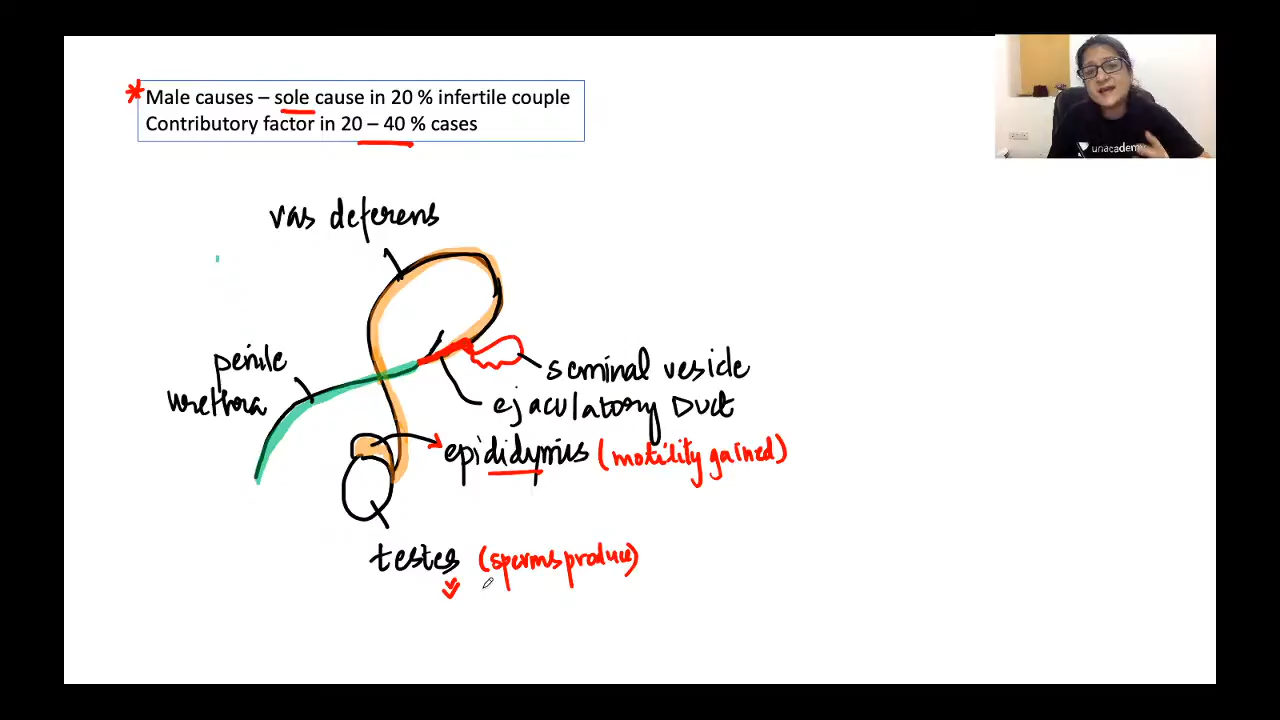 Male causes – sole cause in 20 % infertile couple
Contributory factor in 20 – 40 % cases
unacademy
vas deferens
penile
urethra
seminal vesicle
ejaculatory Duct
epididymis (motility gained)
testes (sperms produce)